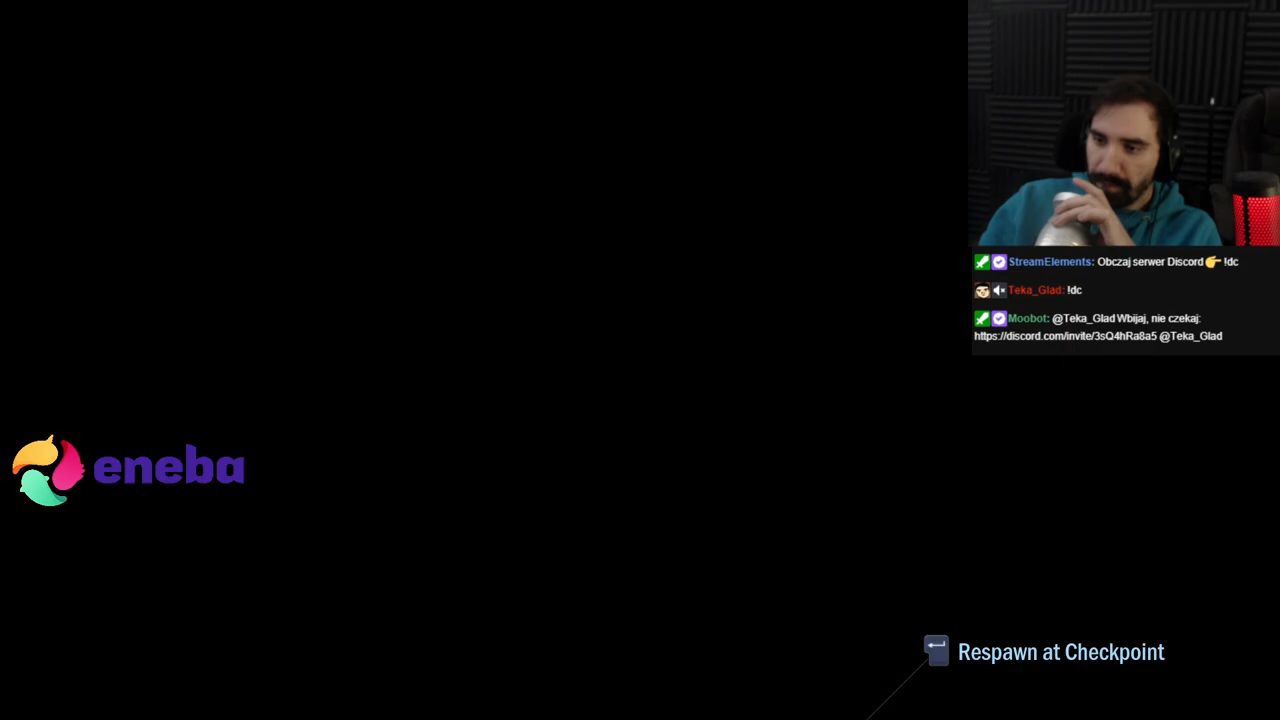 StreamElements: Obczaj serwer Discord 👉 !dc
Teka_Glad: !dc
Moobot: @Teka_Glad Wbijaj, nie czekaj:
https://discord.com/invite/3sQ4hRa8a5 @Teka_Glad
eneba
Respawn at Checkpoint